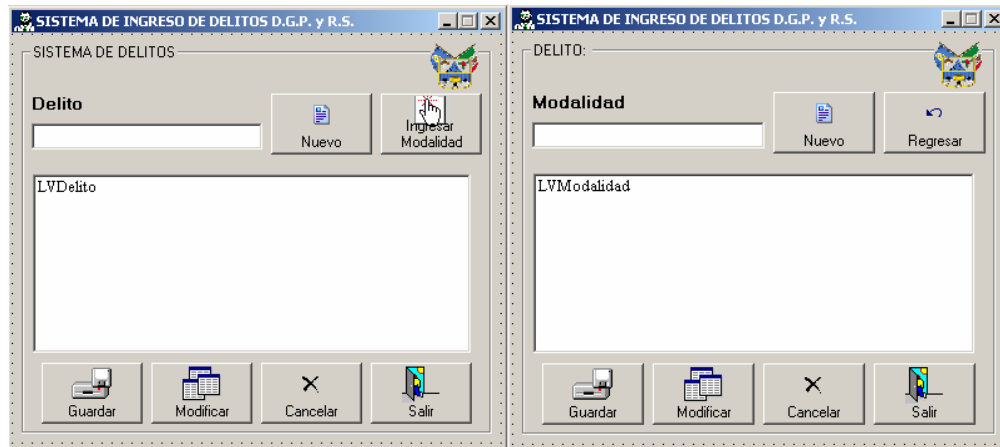 SISTEMA DE INGRESO DE DELITOS D.G.P. y R.S.
SISTEMA DE DELITOS
Delito
Nuevo
Ingresar
Modalidad
LVDelito
Guardar
Modificar
Cancelar
Salir
SISTEMA DE INGRESO DE DELITOS D.G.P. y R.S.
DELITO:
Modalidad
Nuevo
Regresar
LVModalidad
Guardar
Modificar
Cancelar
Salir